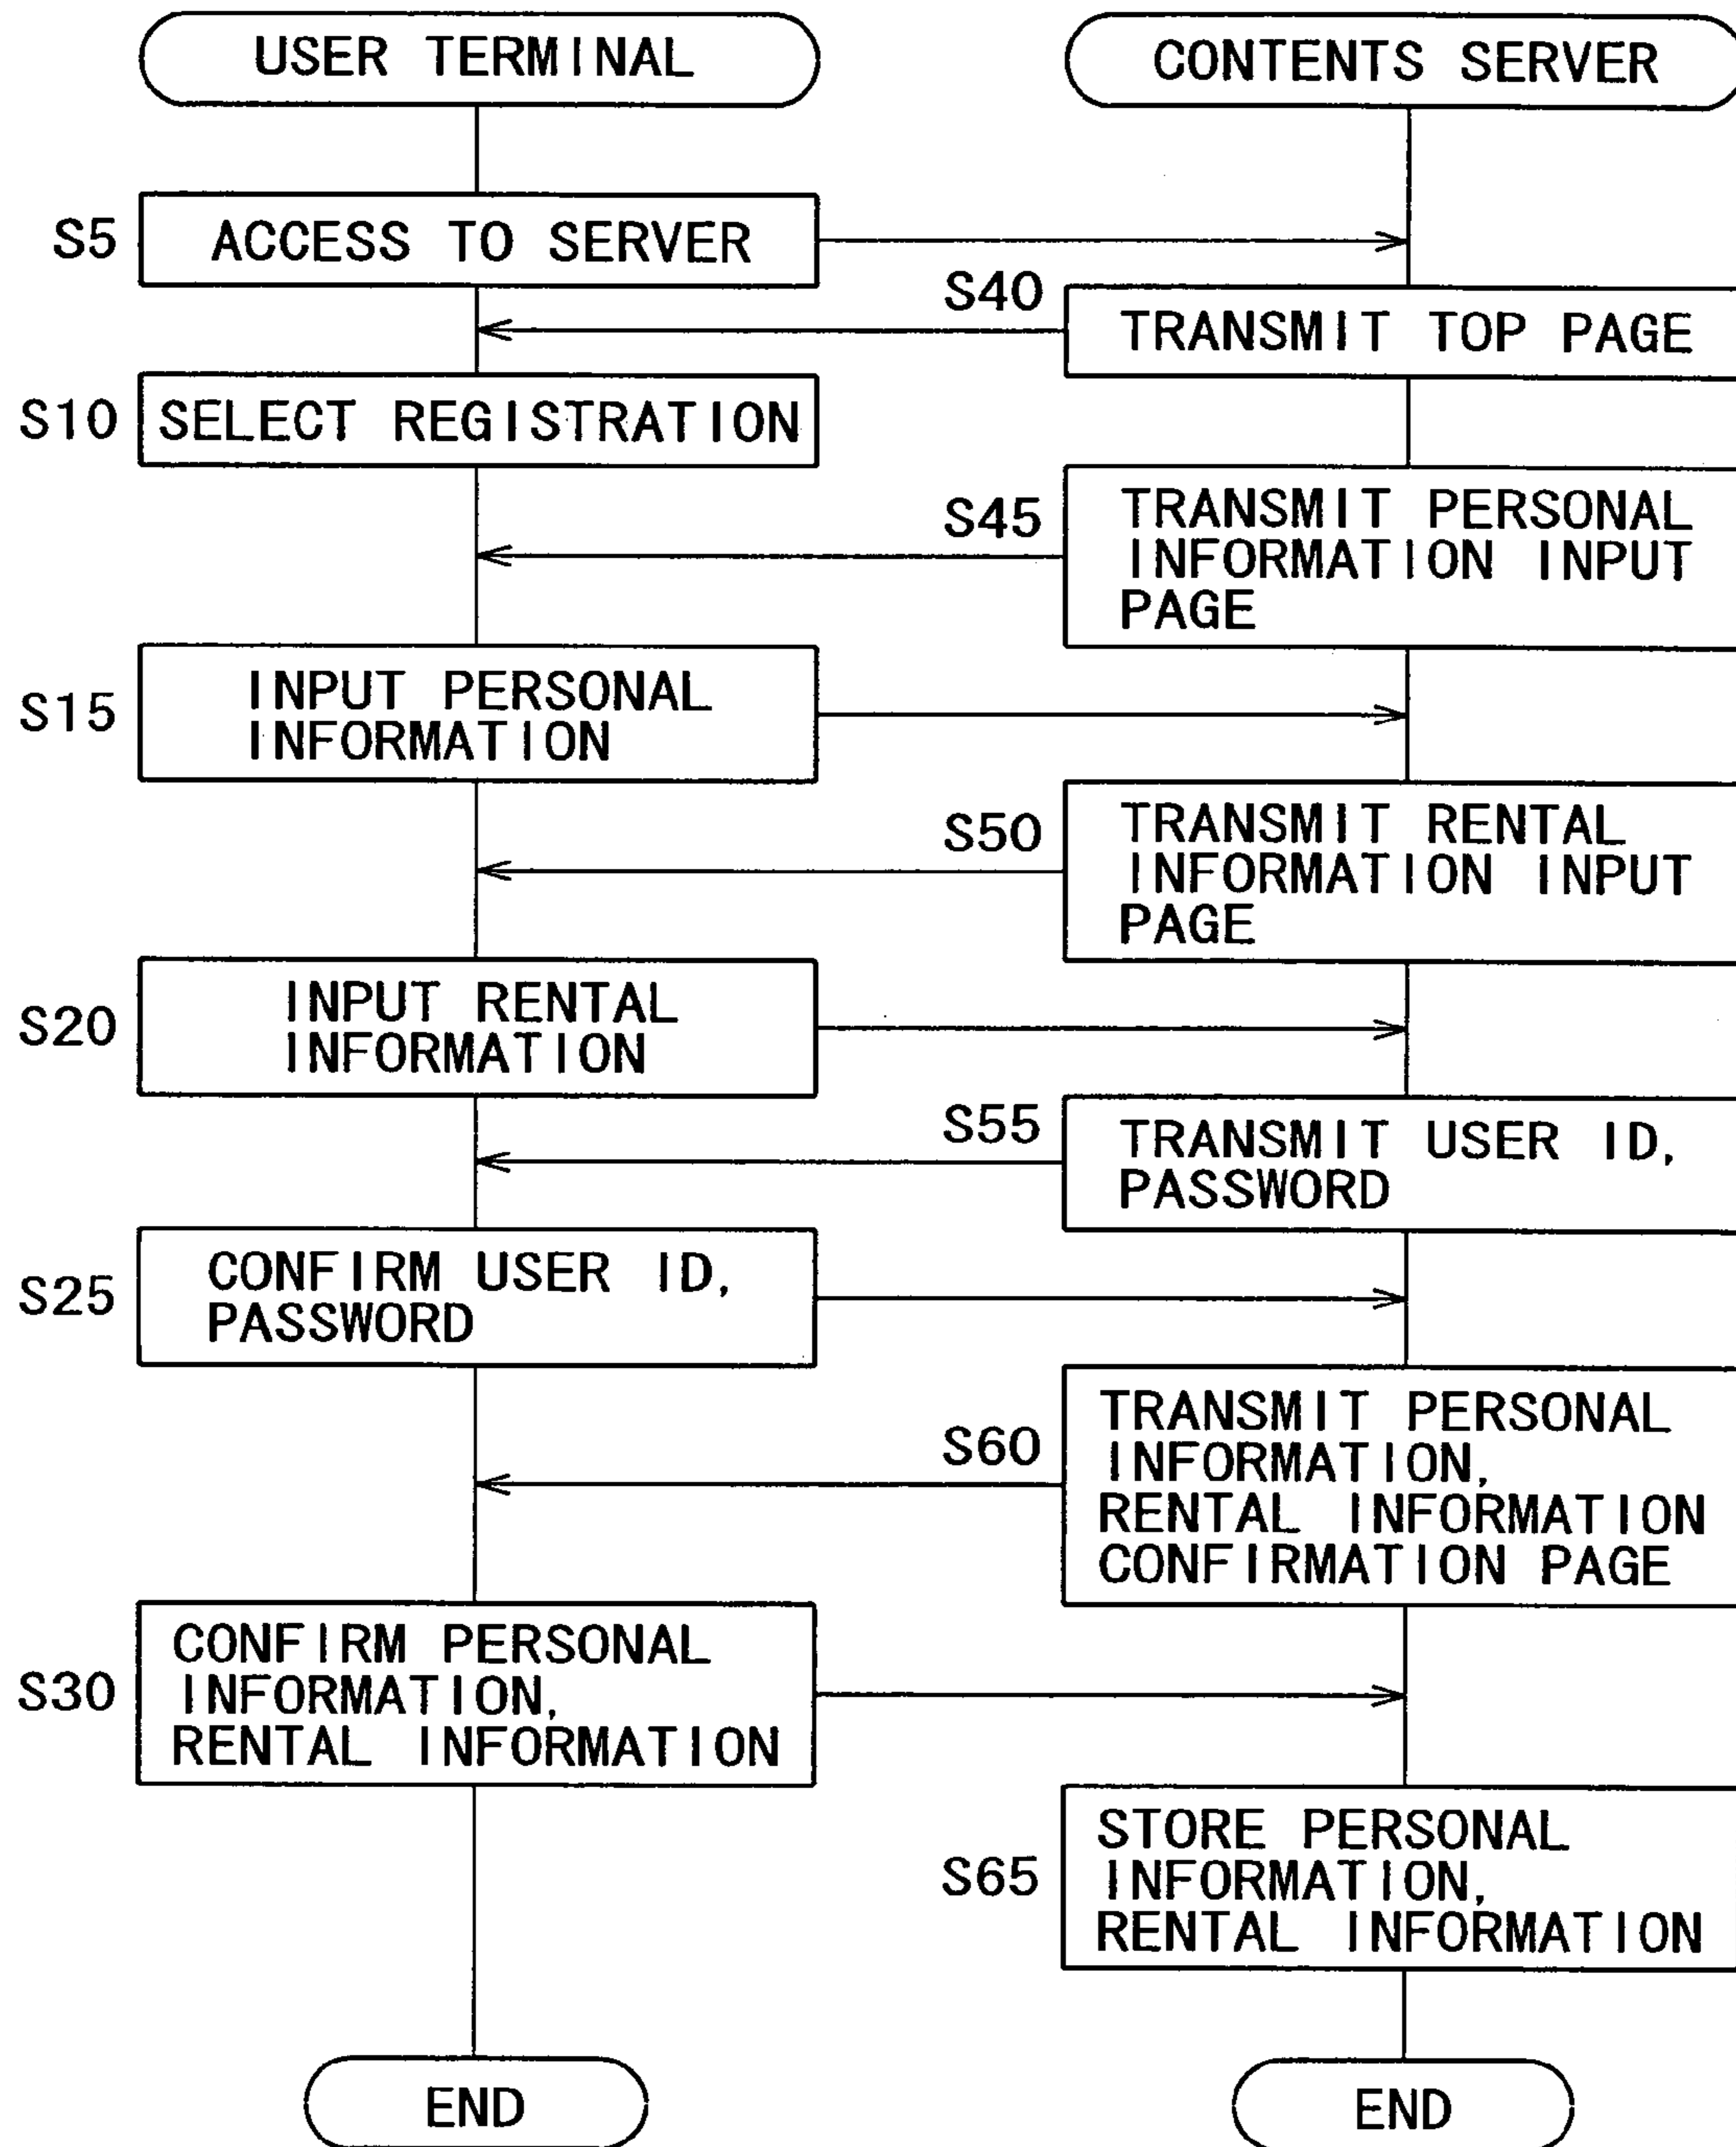 USER TERMINAL
CONTENTS SERVER
S5
ACCESS TO SERVER
S40
TRANSMIT TOP PAGE
S10
SELECT REGISTRATION
S45
TRANSMIT PERSONAL
INFORMATION INPUT
PAGE
S15
INPUT PERSONAL
INFORMATION
S50
TRANSMIT RENTAL
INFORMATION INPUT
PAGE
S20
INPUT RENTAL
INFORMATION
S55
TRANSMIT USER ID,
PASSWORD
S25
CONFIRM USER ID,
PASSWORD
S60
TRANSMIT PERSONAL
INFORMATION,
RENTAL INFORMATION
CONFIRMATION PAGE
S30
CONFIRM PERSONAL
INFORMATION,
RENTAL INFORMATION
S65
STORE PERSONAL
INFORMATION,
RENTAL INFORMATION
END
END